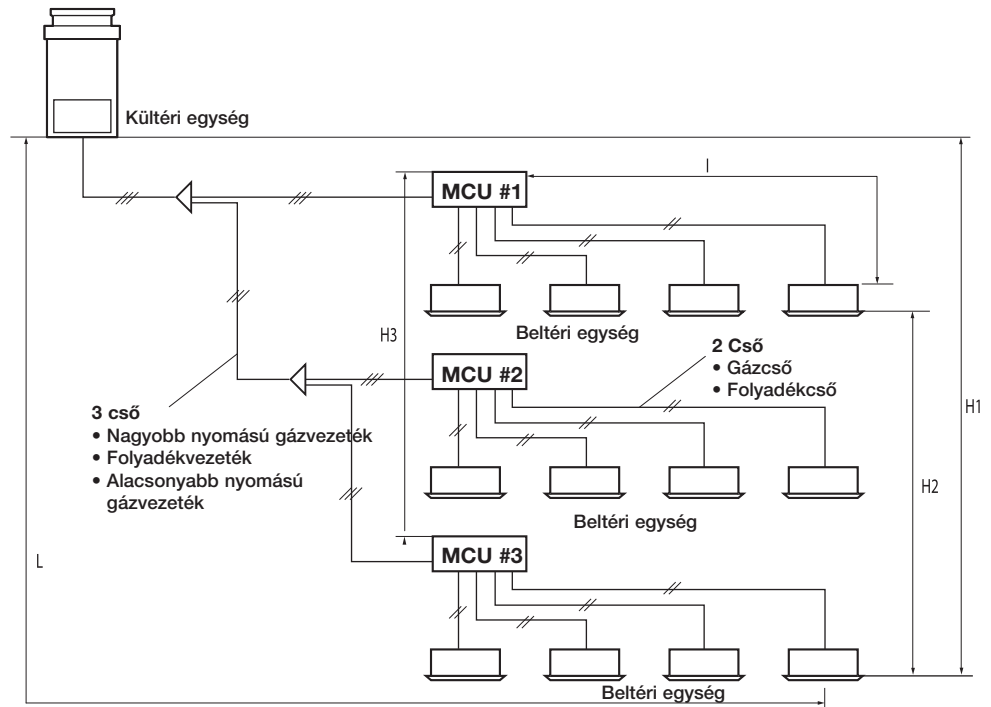 Kültéri egység
MCU #1
l
Beltéri egység
H3
2 Cső
• Gázcső
• Folyadékcső
MCU #2
H1
3 cső
• Nagyobb nyomású gázvezeték
• Folyadékvezeték
• Alacsonyabb nyomású
gázvezeték
H2
Beltéri egység
MCU #3
L
Beltéri egység